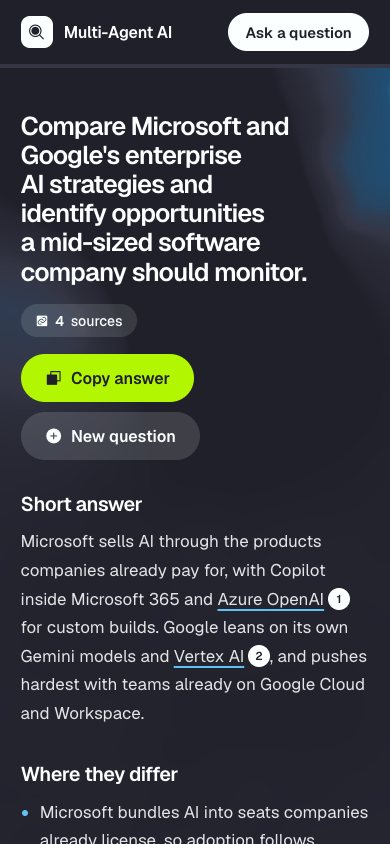 Multi-Agent AI
Ask a question
Compare Microsoft and
Google's enterprise
AI strategies and
identify opportunities
a mid-sized software
company should monitor.
4 sources
Copy answer
New question
Short answer
Microsoft sells AI through the products
companies already pay for, with Copilot
inside Microsoft 365 and Azure OpenAI 1
for custom builds. Google leans on its own
Gemini models and Vertex AI 2, and pushes
hardest with teams already on Google Cloud
and Workspace.
Where they differ
Microsoft bundles AI into seats companies
already license, so adoption follows